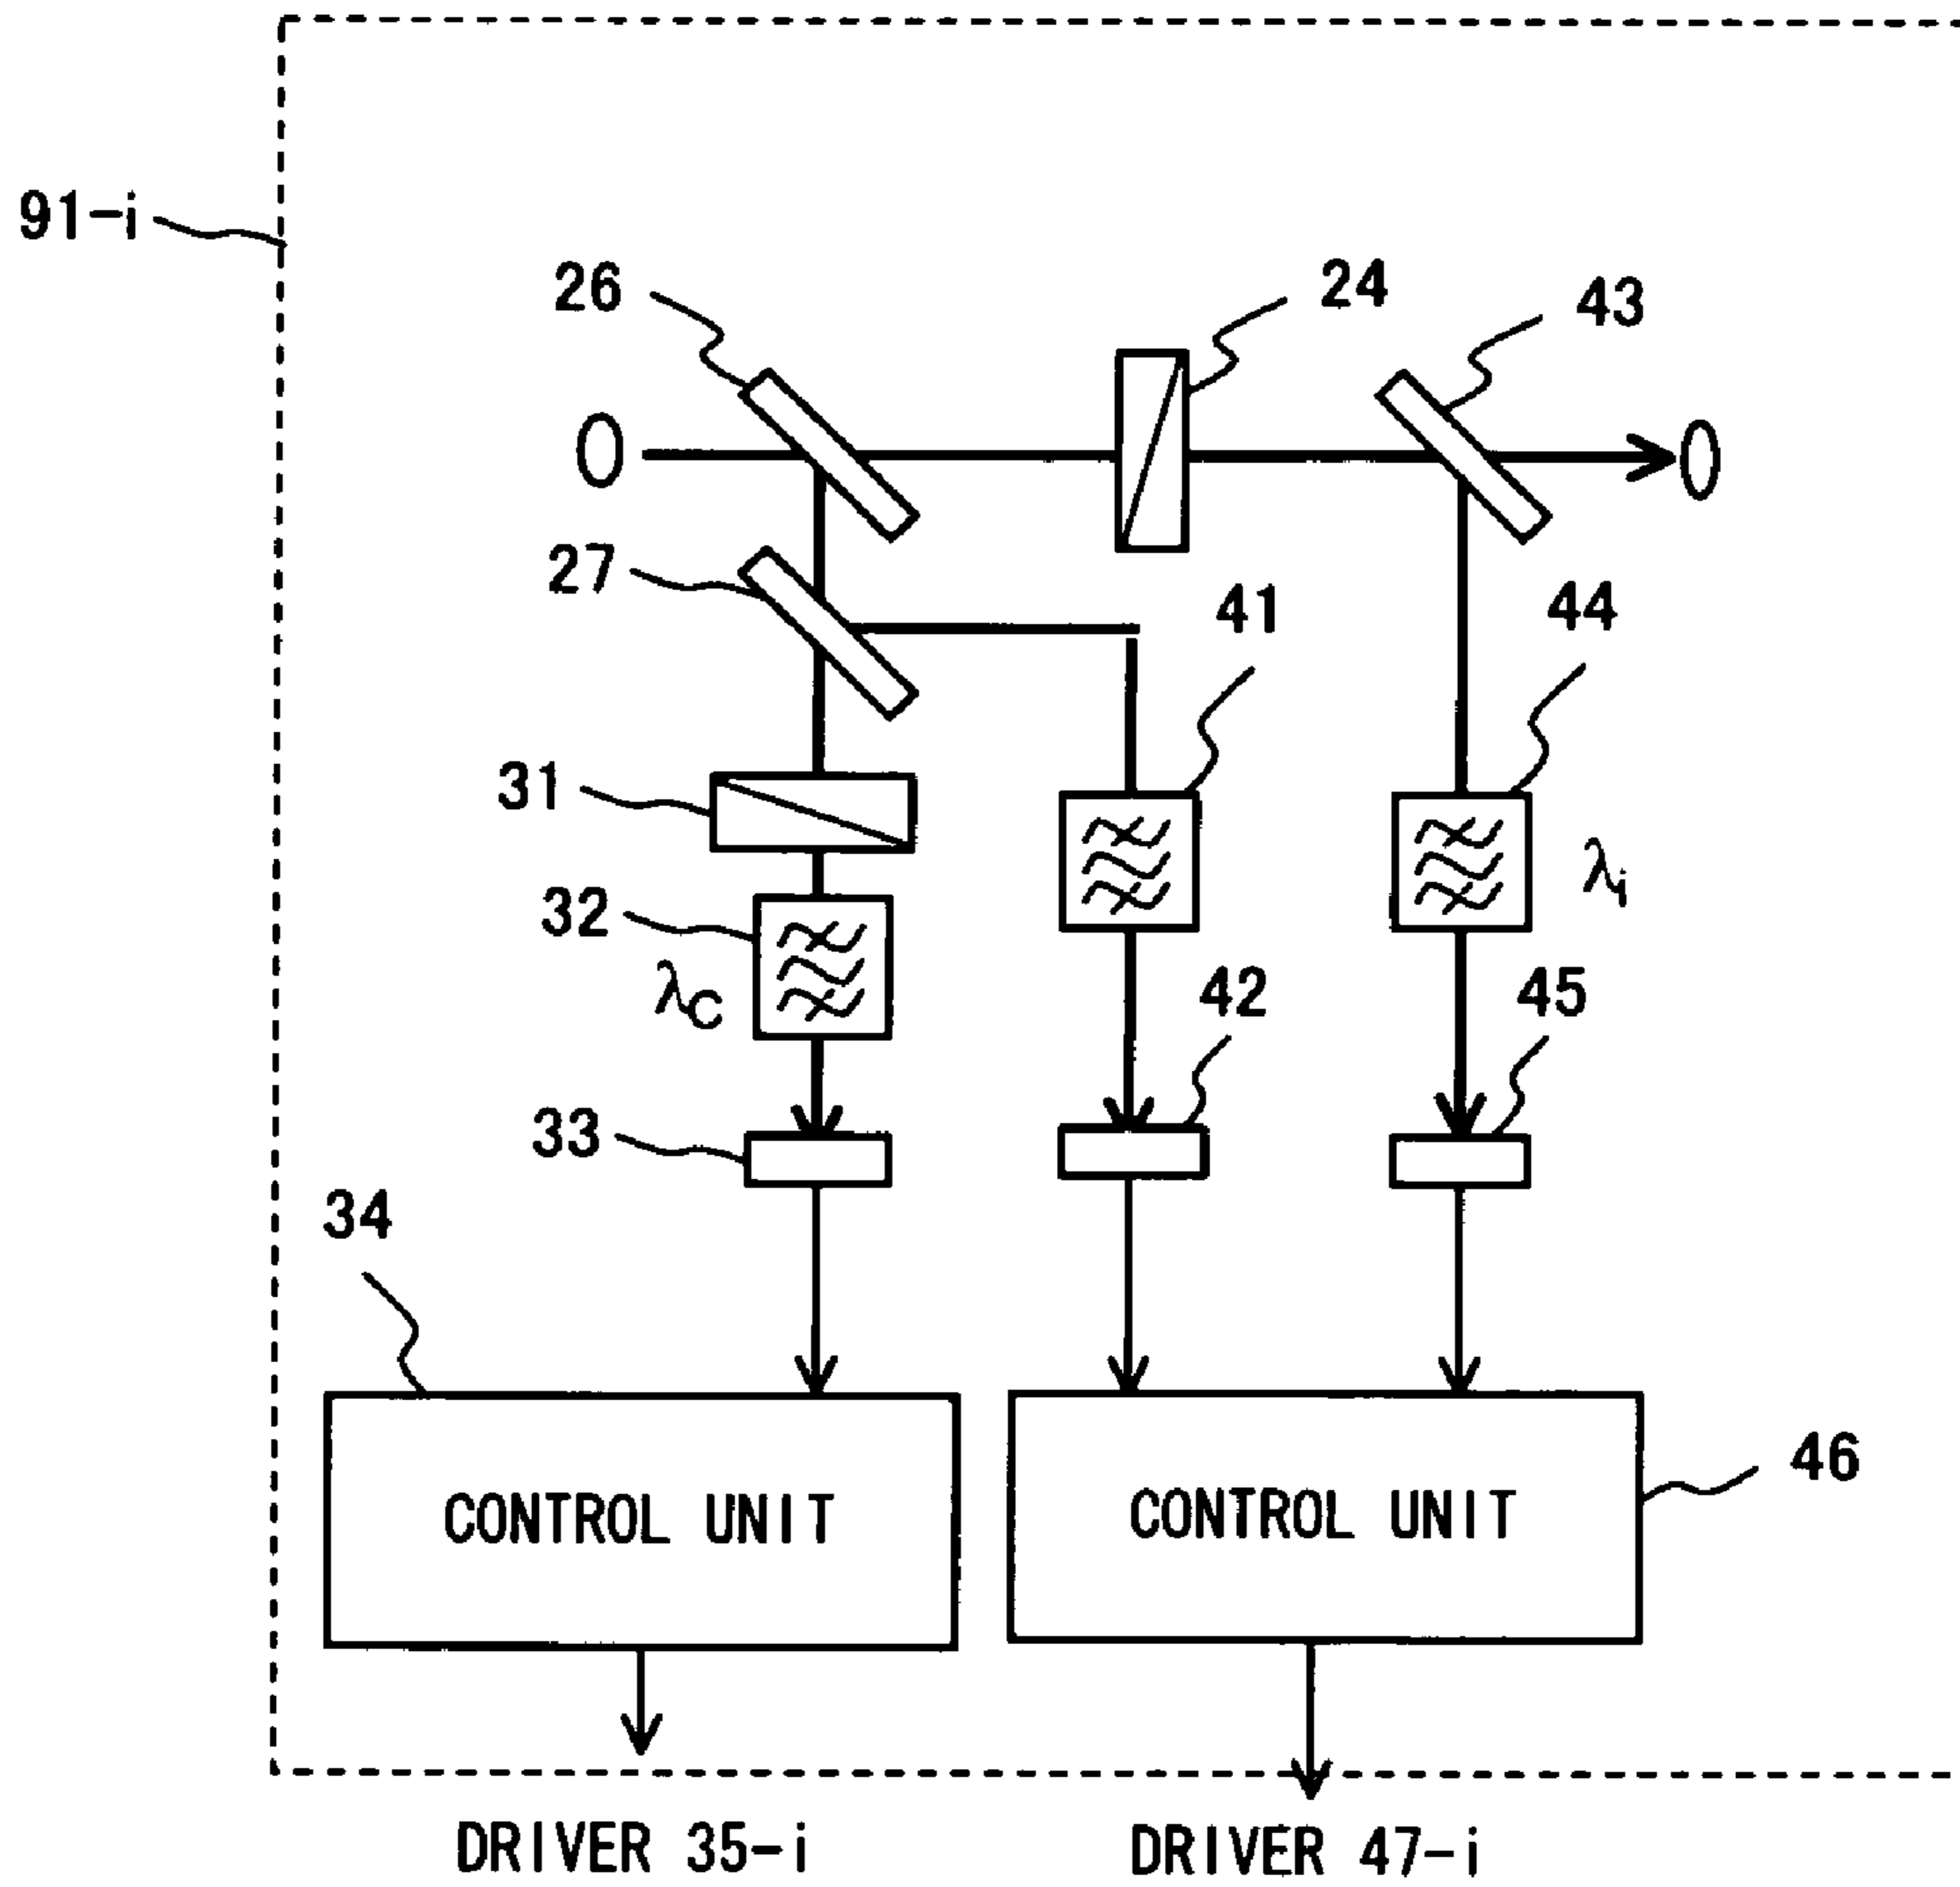 91-i
26
24
43
27
41
44
31
λi
32
λC
42
45
33
34
46
CONTROL UNIT
CONTROL UNIT
DRIVER 35-i
DRIVER 47-i